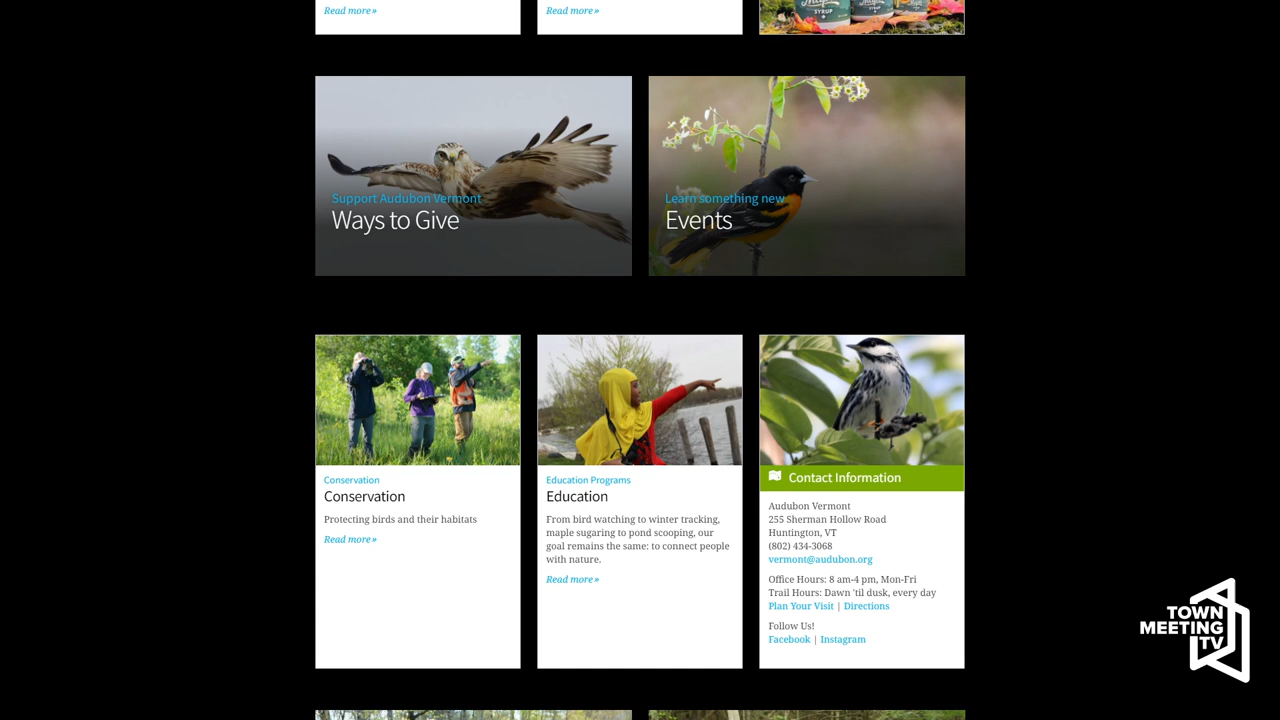 Read more»
Read more»
SYRUP
SYRUP
Support Audubon Vermont
Ways to Give
Learn something new
Events
Conservation
Conservation
Protecting birds and their habitats
Read more»
Education Programs
Education
From bird watching to winter tracking,
maple sugaring to pond scooping, our
goal remains the same: to connect people
with nature.
Read more»
Contact Information
Audubon Vermont
255 Sherman Hollow Road
Huntington, VT
(802) 434-3068
vermont@audubon.org
Office Hours: 8 am-4 pm, Mon-Fri
Trail Hours: Dawn 'til dusk, every day
Plan Your Visit | Directions
Follow Us!
Facebook | Instagram
TOWN
MEETING
TV